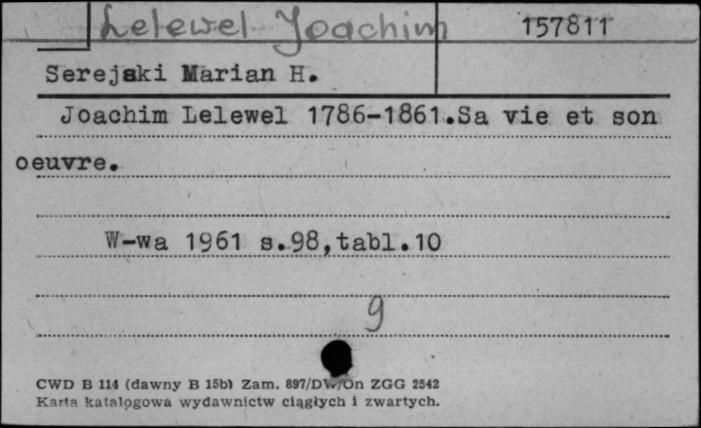 Lelewel Joachim 157811
Serejski Marian H.
Joachim Lelewel 1786-1861.Sa vie et son
oeuvre.
W-wa 1961 s.98,tabl.10
9
CWD B 114 (dawny B 15b) Zam. 897/DW/On ZGG 2542
Karta katalogowa wydawnictw ciągłych i zwartych.